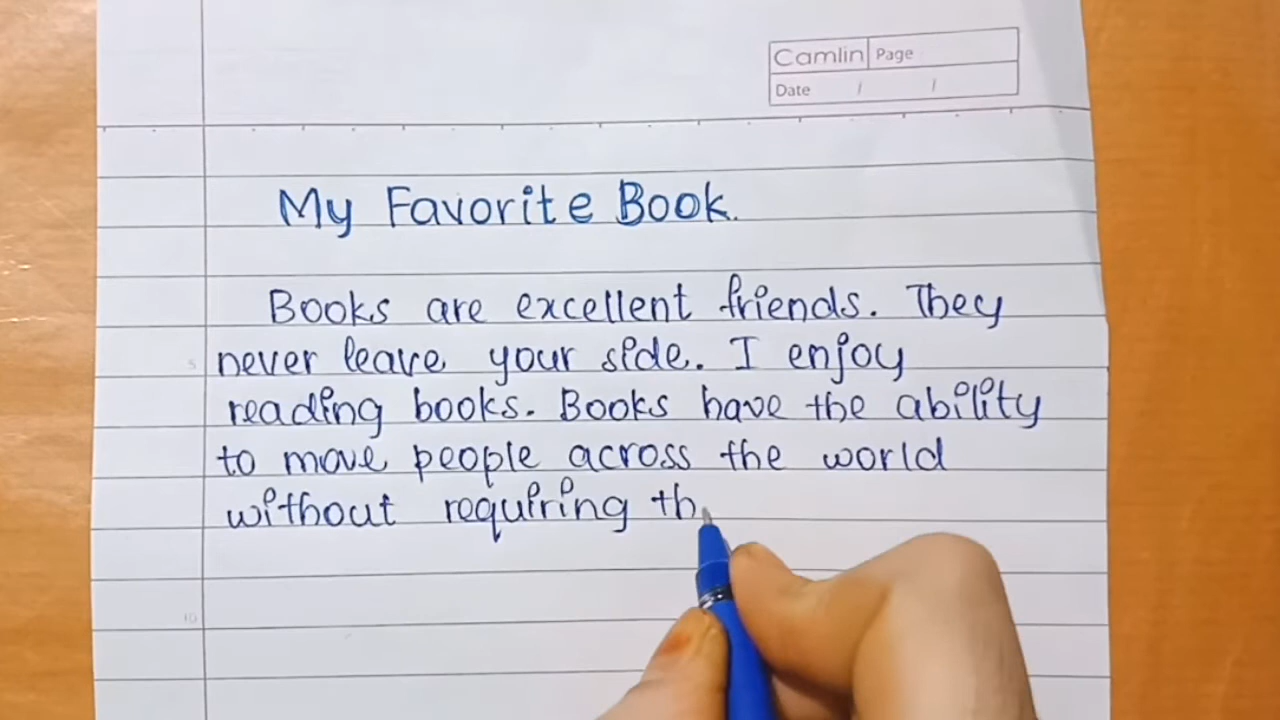 Camlin Page
Date / /
My Favorite Book.
Books are excellent friends. They
never leave your side. I enjoy
reading books. Books have the ability
to move people across the world
without requiring th